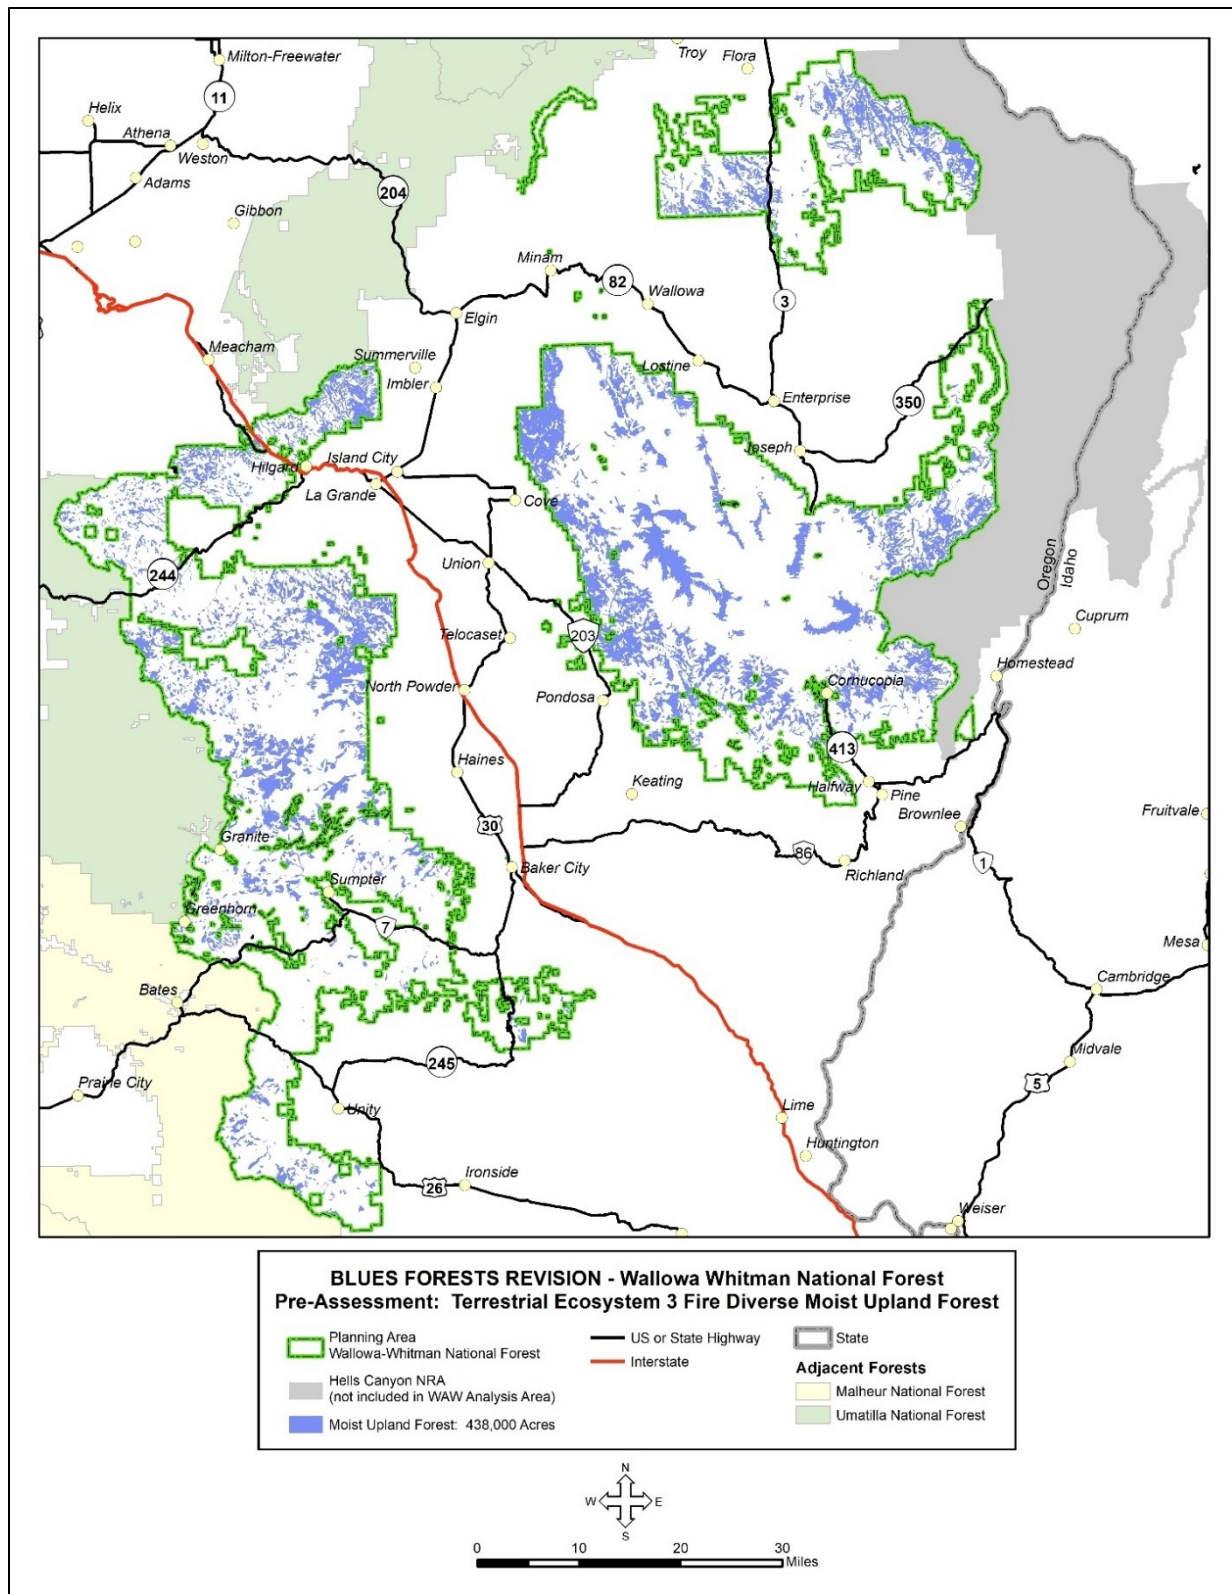 Troy
Flora
Milton-Freewater
11
Helix
Athena
Weston
Adams
204
Gibbon
Minam
82
Wallowa
3
Elgin
Meacham
Summerville
Lostine
Imbler
Enterprise
350
Joseph
Hilgard
Island City
La Grande
Cove
Oregon
Idaho
244
Union
Cuprum
203
Telocaset
Homestead
North Powder
Cornucopia
Pondosa
413
Haines
Keating
Halfway
Pine
Brownlee
Fruitvale
30
Granite
86
1
Baker City
Richland
Sumpter
Greenhorn
7
Mesa
Bates
Cambridge
245
Midvale
Prairie City
5
Unity
Lime
Huntington
26
Ironside
Weiser
BLUES FORESTS REVISION - Wallowa Whitman National Forest
Pre-Assessment: Terrestrial Ecosystem 3 Fire Diverse Moist Upland Forest
Planning Area
Wallowa-Whitman National Forest
US or State Highway
State
Interstate
Adjacent Forests
Hells Canyon NRA
(not included in WAW Analysis Area)
Malheur National Forest
Moist Upland Forest: 438,000 Acres
Umatilla National Forest
N
W E
S
0 10 20 30
Miles